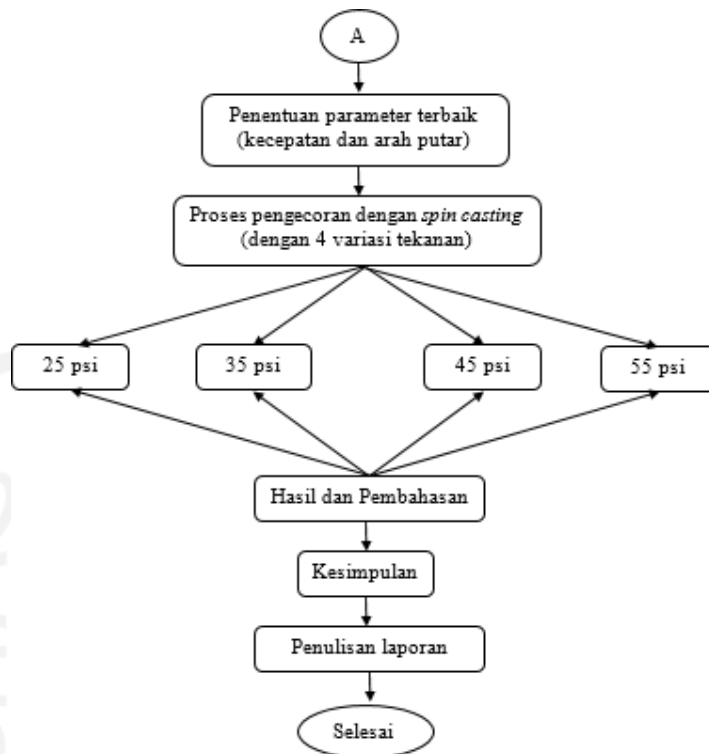 A
Penentuan parameter terbaik
(kecepatan dan arah putar)
Proses pengecoran dengan spin casting
(dengan 4 variasi tekanan)
25 psi
35 psi
45 psi
55 psi
Hasil dan Pembahasan
Kesimpulan
Penulisan laporan
Selesai